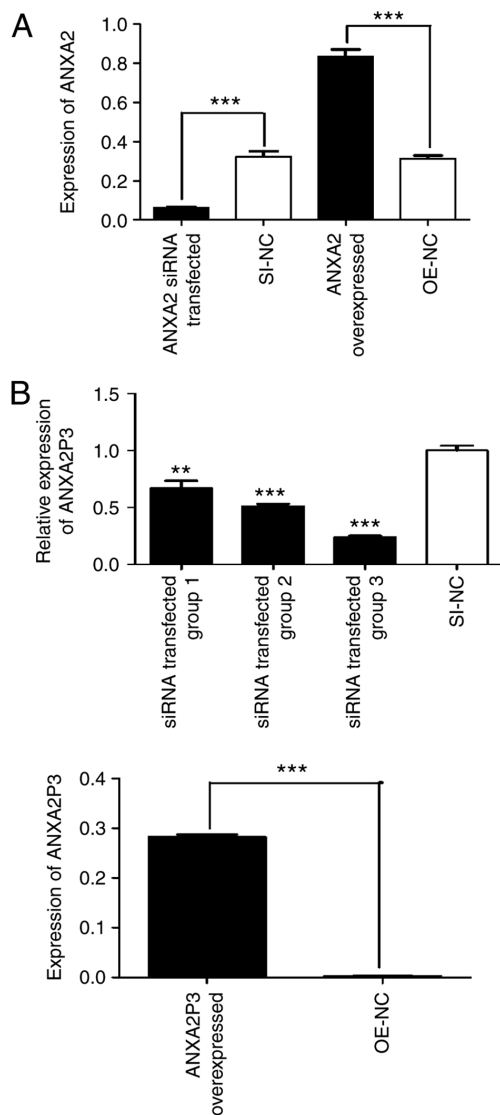 A
Expression of ANXA2
1.0
0.8
0.6
0.4
0.2
0.0
***
***
ANXA2 siRNA
transfected
SI-NC
ANXA2
overexpressed
OE-NC
B
Relative expression
of ANXA2P3
1.5
1.0
0.5
0.0
**
***
***
siRNA transfected
group 1
siRNA transfected
group 2
siRNA transfected
group 3
SI-NC
Expression of ANXA2P3
0.4
0.3
0.2
0.1
0.0
***
ANXA2P3
overexpressed
OE-NC